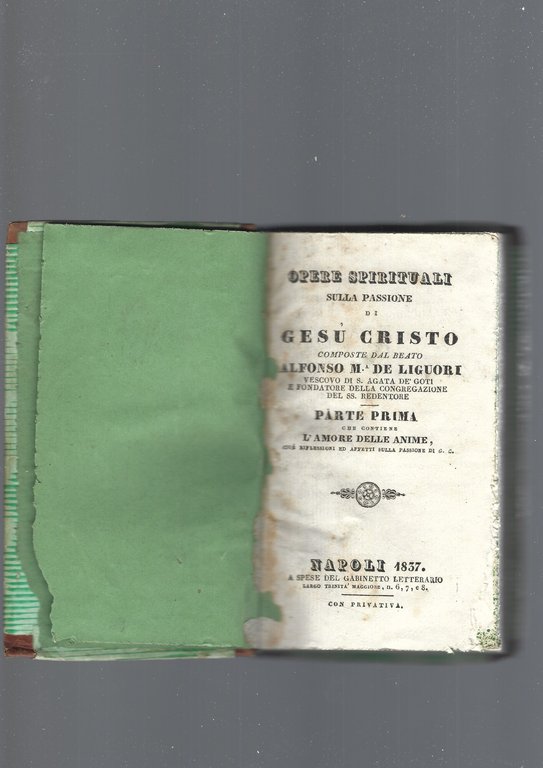 OPERE SPIRITUALI
SULLA PASSIONE
DI
GESÙ CRISTO
COMPOSTE DAL BEATO
ALFONSO M.ª DE LIGUORI
VESCOVO DI S. AGATA DE' GOTI
E FONDATORE DELLA CONGREGAZIONE
DEL SS. REDENTORE
PARTE PRIMA
CHE CONTIENE
L'AMORE DELLE ANIME,
CIOÈ RIFLESSIONI ED AFFETTI SULLA PASSIONE DI G. C.
NAPOLI 1837.
A SPESE DEL GABINETTO LETTERARIO
LARGO TRINITA' MAGGIORE, n. 6, 7, e 8.
CON PRIVATIVA.